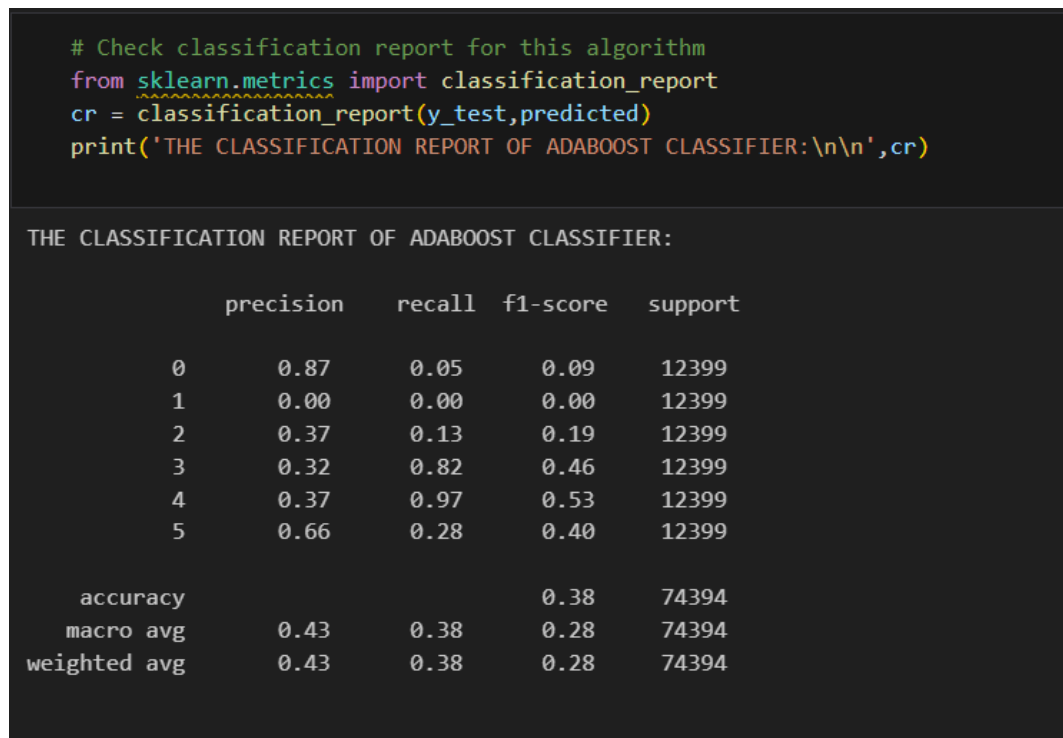 # Check classification report for this algorithm
from sklearn.metrics import classification_report
cr = classification_report(y_test,predicted)
print('THE CLASSIFICATION REPORT OF ADABOOST CLASSIFIER:\n\n',cr)
THE CLASSIFICATION REPORT OF ADABOOST CLASSIFIER:
precision recall f1-score support
0 0.87 0.05 0.09 12399
1 0.00 0.00 0.00 12399
2 0.37 0.13 0.19 12399
3 0.32 0.82 0.46 12399
4 0.37 0.97 0.53 12399
5 0.66 0.28 0.40 12399
accuracy 0.38 74394
macro avg 0.43 0.38 0.28 74394
weighted avg 0.43 0.38 0.28 74394